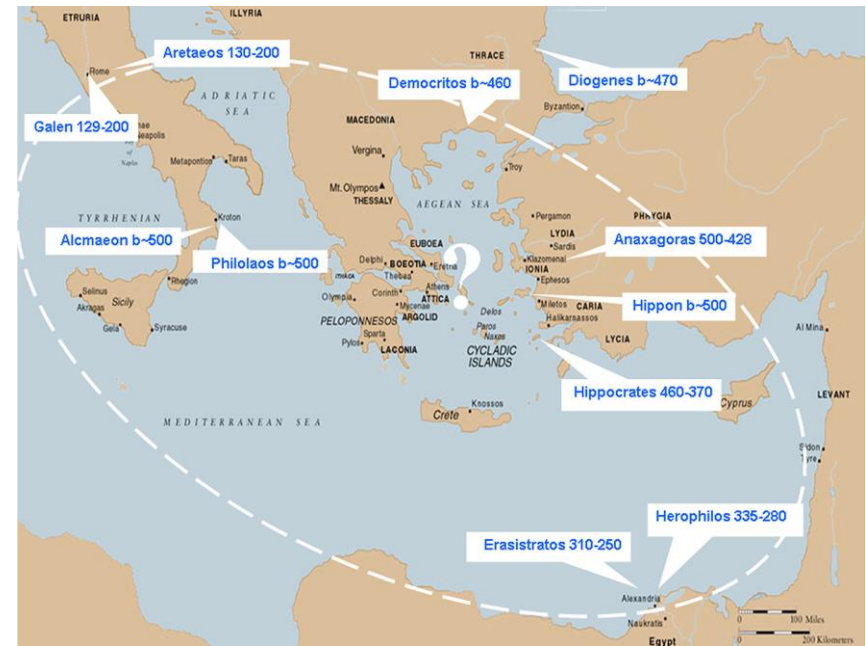 ETRURIA
ILLYRIA
Aretaeos 130-200
THRACE
Rome
Democritos b~460
Diogenes b~470
ADRIATIC
SEA
Byzantion
Galen 129-200
MACEDONIA
Neapolis
of
Naples
Vergina
Metapontion
Taras
Troy
Mt. Olympos
THESSALY
AEGEAN SEA
TYRRHENIAN
SEA
Kroton
Pergamon
PHRYGIA
LYDIA
Sardis
Alcmaeon b~500
EUBOEA
Anaxagoras 500-428
Philolaos b~500
Delphi
BOEOTIA
Eretria
Klazomenai
IONIA
Thebes
?
Ephesos
Rhegion
ITHACA
Selinus
Sicily
Corinth
Athens
ATTICA
Hippon b~500
Akragas
Olympia
Mycenae
Delos
Miletos
CARIA
ARGOLID
Halikarnassos
Gela
Syracuse
PELOPONNESOS
Paros
Naxos
Al Mina
Sparta
LYCIA
Pylos
LACONIA
CYCLADIC
ISLANDS
Hippocrates 460-370
LEVANT
Cyprus
Knossos
Crete
MEDITERRANEAN SEA
Sidon
Tyre
Herophilos 335-280
Erasistratos 310-250
Alexandria
Naukratis
Egypt
100 Miles
200 Kilometers